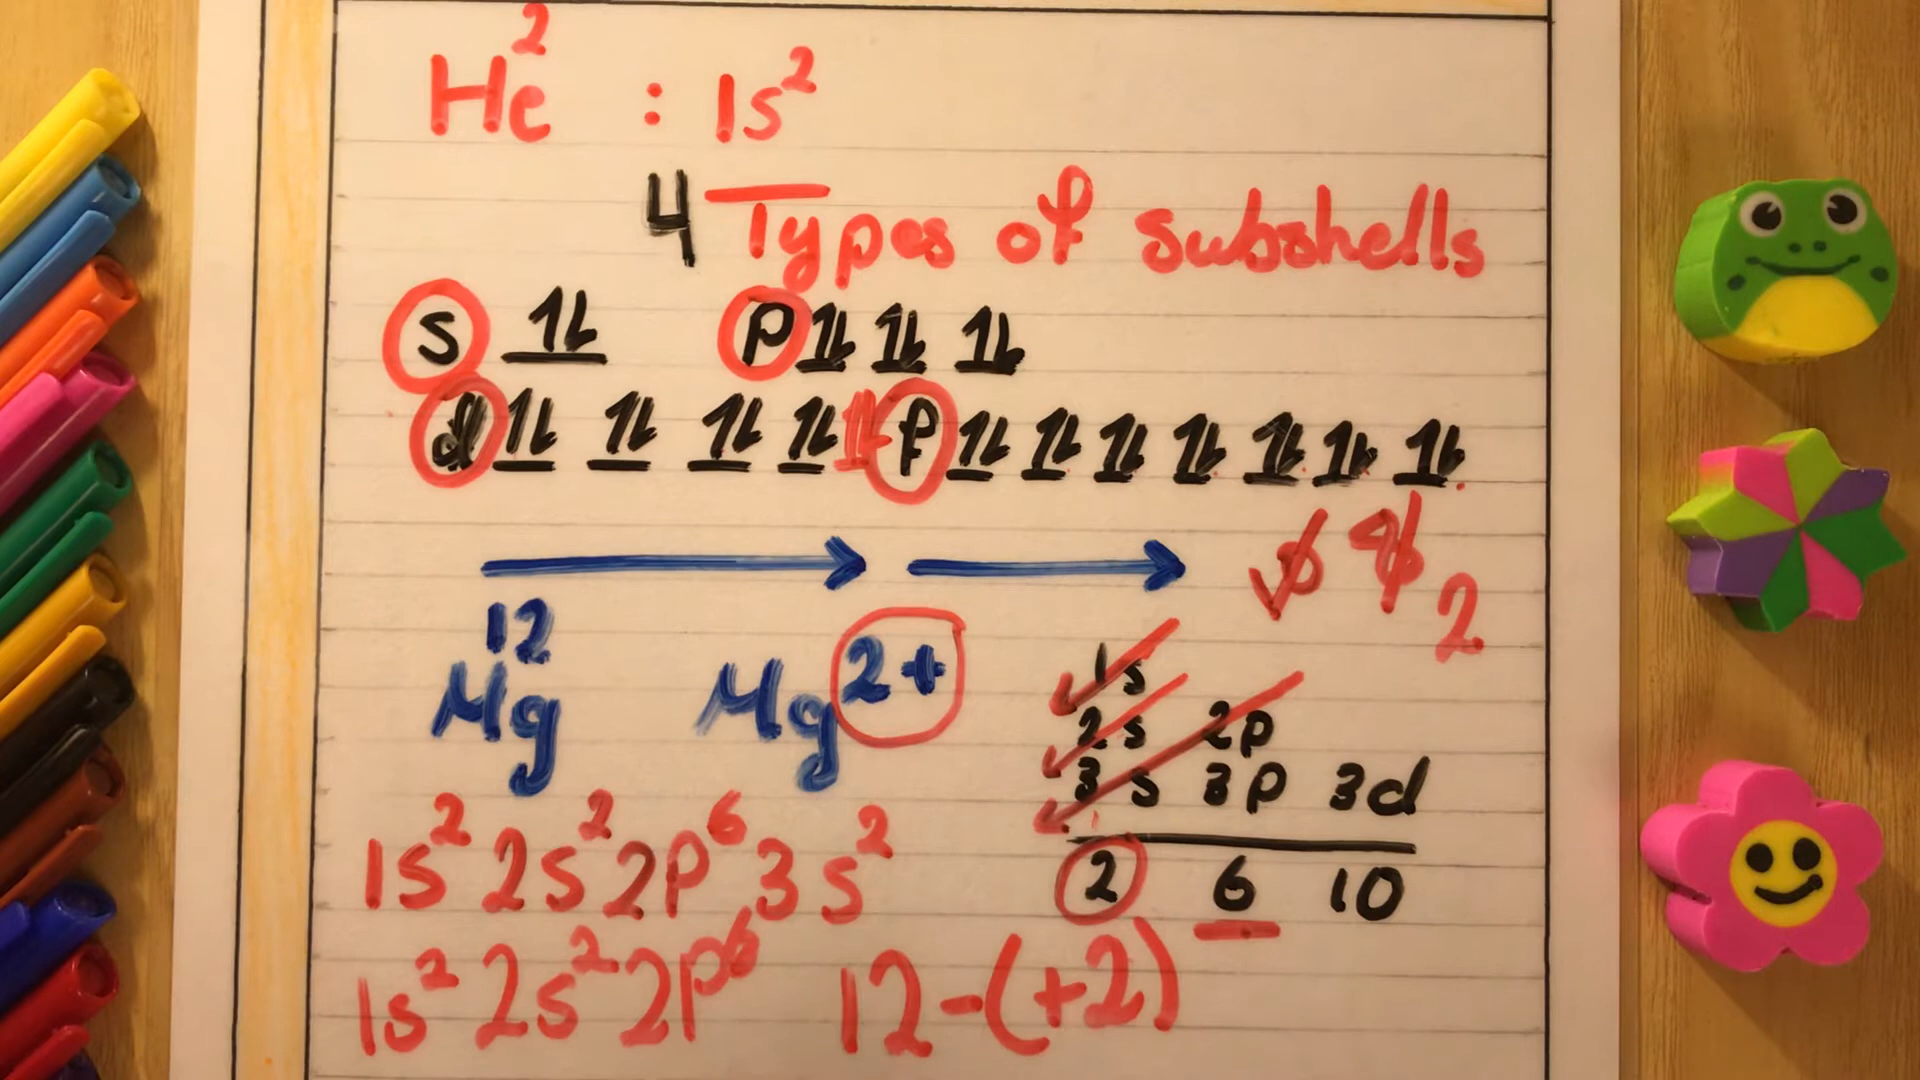 He² : 1s²
4 Types of subshells
s 1L p 1L 1L 1L
d 1L 1L 1L 1L 1L f 1L 1L 1L 1L 1L 1L 1L
2
12
Mg Mg²⁺
1s
2s 2p
3s 3p 3d
2 6 10
1s² 2s² 2p⁶ 3s²
1s² 2s² 2p⁶ 12-(+2)